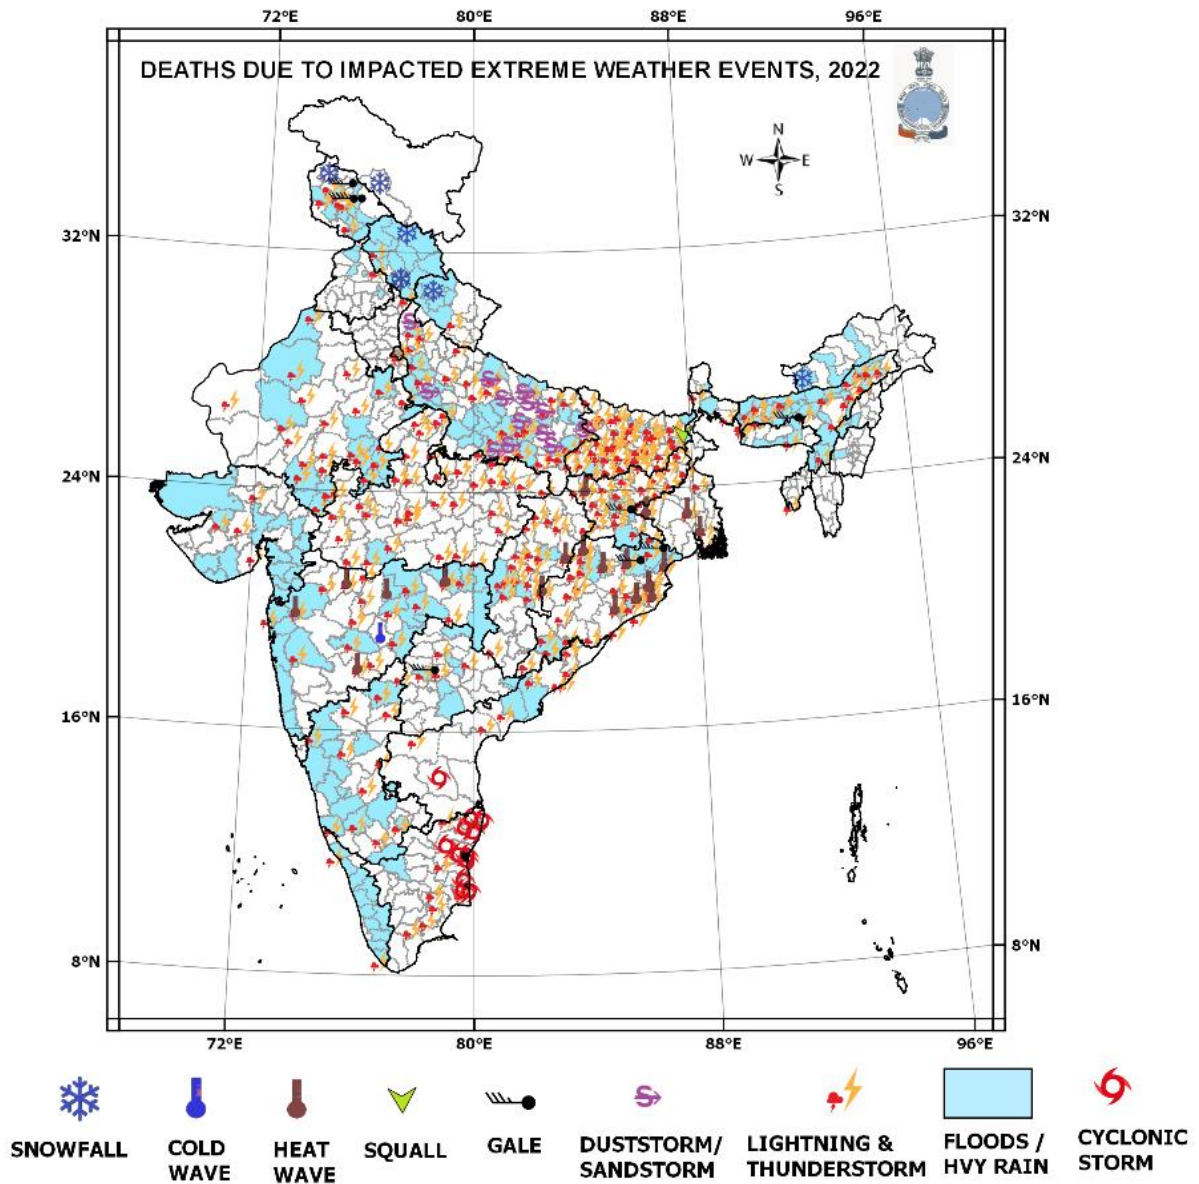 72°E 80°E 88°E 96°E
DEATHS DUE TO IMPACTED EXTREME WEATHER EVENTS, 2022
N
W E
S
32°N 32°N
24°N 24°N
16°N 16°N
8°N 8°N
72°E 80°E 88°E 96°E
SNOWFALL
COLD
WAVE
HEAT
WAVE
SQUALL
GALE
DUSTSTORM/
SANDSTORM
LIGHTNING &
THUNDERSTORM
FLOODS /
HVY RAIN
CYCLONIC
STORM